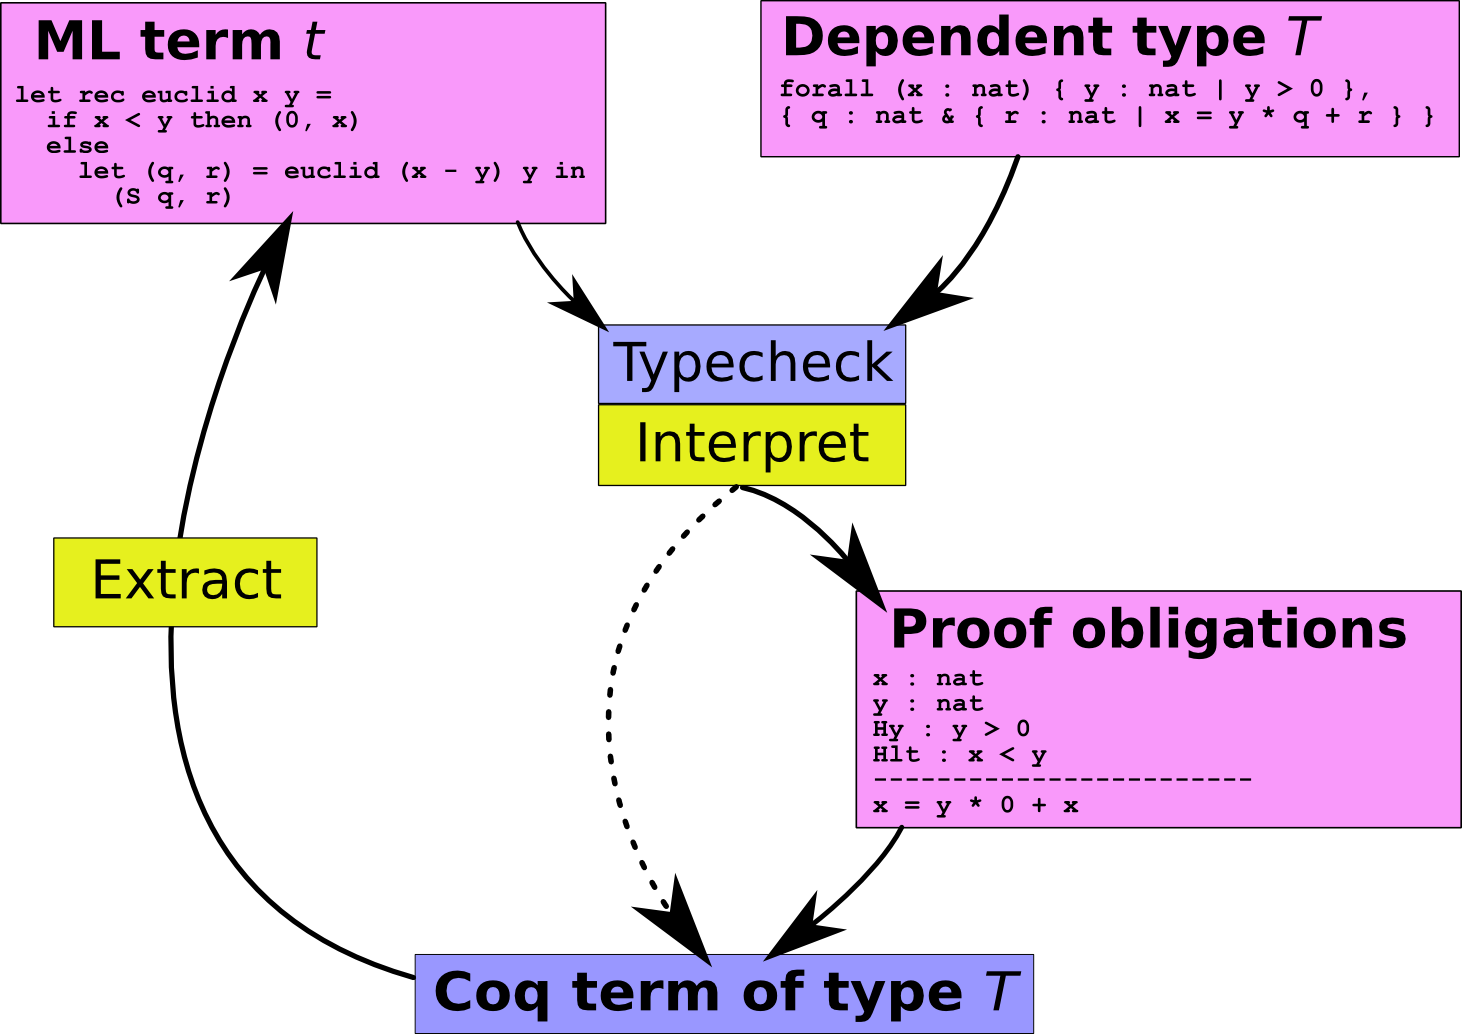 ML term t
let rec euclid x y =
  if x < y then (0, x)
  else
    let (q, r) = euclid (x - y) y in
      (S q, r)
Dependent type T
forall (x : nat) { y : nat | y > 0 },
{ q : nat & { r : nat | x = y * q + r } }
Typecheck
Interpret
Extract
Proof obligations
x : nat
y : nat
Hy : y > 0
Hlt : x < y
------------------------
x = y * 0 + x
Coq term of type T